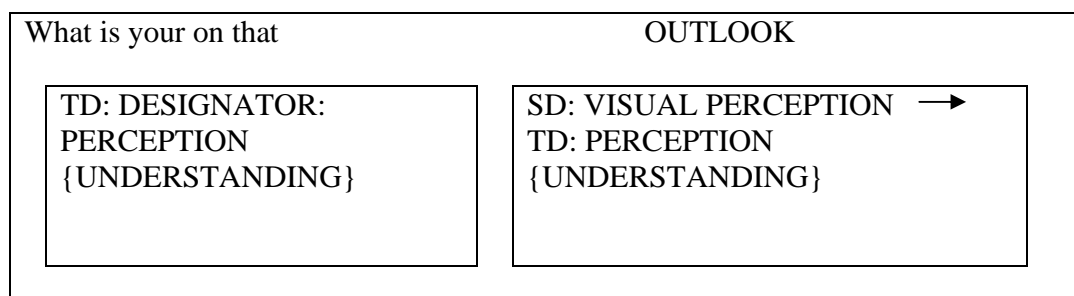 What is your on that OUTLOOK
TD: DESIGNATOR:
PERCEPTION
{UNDERSTANDING}
SD: VISUAL PERCEPTION →
TD: PERCEPTION
{UNDERSTANDING}